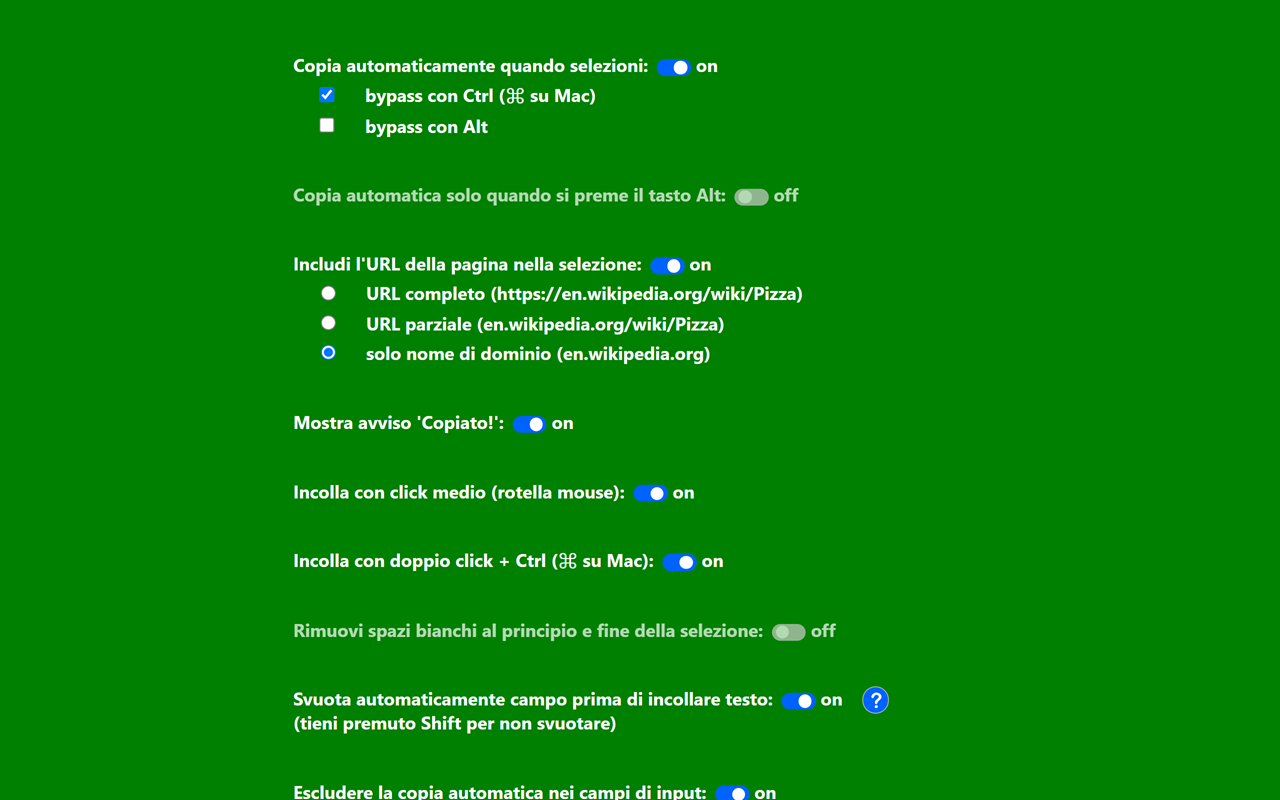 Copia automaticamente quando selezioni: on
bypass con Ctrl (⌘ su Mac)
bypass con Alt
Copia automatica solo quando si preme il tasto Alt: off
Includi l'URL della pagina nella selezione: on
URL completo (https://en.wikipedia.org/wiki/Pizza)
URL parziale (en.wikipedia.org/wiki/Pizza)
solo nome di dominio (en.wikipedia.org)
Mostra avviso 'Copiato!': on
Incolla con click medio (rotella mouse): on
Incolla con doppio click + Ctrl (⌘ su Mac): on
Rimuovi spazi bianchi al principio e fine della selezione: off
Svuota automaticamente campo prima di incollare testo: on ?
(tieni premuto Shift per non svuotare)
Escludere la copia automatica nei campi di input: on